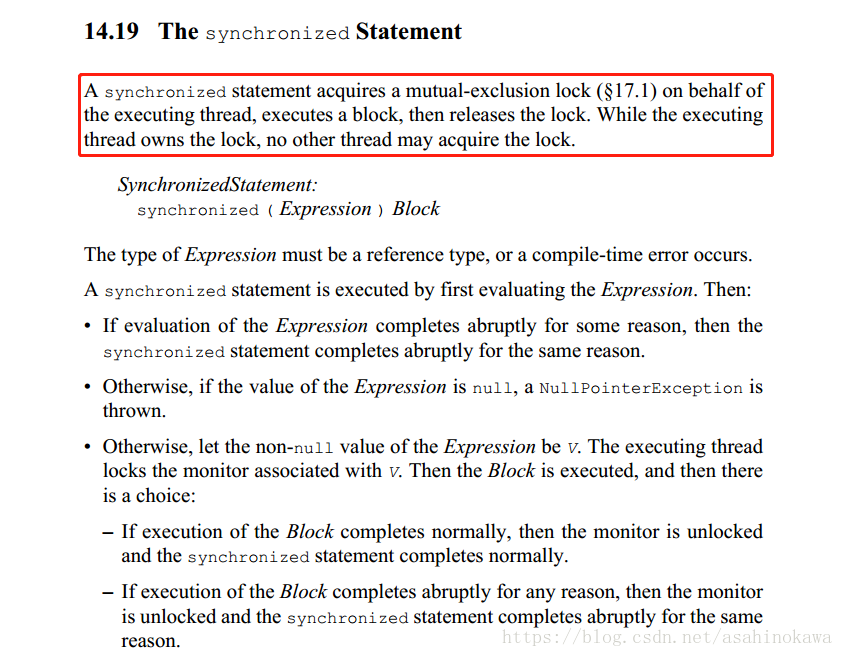 14.19 The synchronized Statement
A synchronized statement acquires a mutual-exclusion lock (§17.1) on behalf of
the executing thread, executes a block, then releases the lock. While the executing
thread owns the lock, no other thread may acquire the lock.
SynchronizedStatement:
synchronized ( Expression ) Block
The type of Expression must be a reference type, or a compile-time error occurs.
A synchronized statement is executed by first evaluating the Expression. Then:
• If evaluation of the Expression completes abruptly for some reason, then the
synchronized statement completes abruptly for the same reason.
• Otherwise, if the value of the Expression is null, a NullPointerException is
thrown.
• Otherwise, let the non-null value of the Expression be V. The executing thread
locks the monitor associated with V. Then the Block is executed, and then there
is a choice:
– If execution of the Block completes normally, then the monitor is unlocked
and the synchronized statement completes normally.
– If execution of the Block completes abruptly for any reason, then the monitor
is unlocked and the synchronized statement completes abruptly for the same
reason.
https://blog.csdn.net/asahinokawa